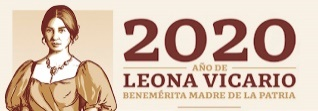 2020
AÑO DE
LEONA VICARIO
BENEMÉRITA MADRE DE LA PATRIA